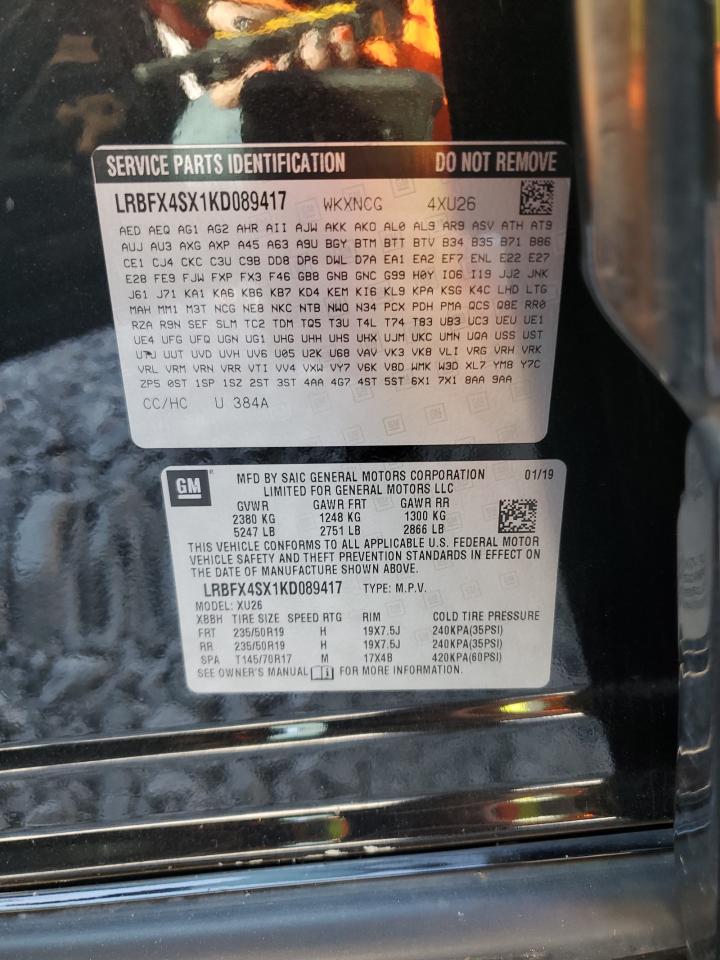 SERVICE PARTS IDENTIFICATION DO NOT REMOVE
LRBFX4SX1KD089417 WKXNCG 4XU26
AED AEQ AG1 AG2 AHR AII AJW AKK AKO AL0 AL9 AR9 ASV ATH AT9
AUJ AU3 AXG AXP A45 A63 A9U BGY BTM BTT BTV B34 B35 B71 B86
CE1 CJ4 CKC C3U C9B DD8 DP6 DWL D7A EA1 EA2 EF7 ENL E22 E27
E28 FE9 FJW FXP FX3 F46 GB8 GNB GNC G99 H0Y IO6 I19 JJ2 JNK
J61 J71 KA1 KA6 KB6 KB7 KD4 KEM KI6 KL9 KPA KSG K4C LHD LTG
MAH MM1 M3T NCG NE8 NKC NTB NWO N34 PCX PDH PMA QCS Q8E RR0
RZA R9N SEF SLM TC2 TDM TQ5 T3U T4L T74 T83 UB3 UC3 UEU UE1
UE4 UFG UFQ UGN UG1 UHG UHH UHS UHX UJM UKC UMN UQA USS UST
UTJ UUT UVD UVH UV6 U05 U2K U68 VAV VK3 VK8 VLI VRG VRH VRK
VRL VRM VRN VRR VTI VV4 VXW VY7 V6K V8D WMK W3D XL7 YM8 Y7C
ZP5 0ST 1SP 1SZ 2ST 3ST 4AA 4G7 4ST 5ST 6X1 7X1 8AA 9AA
CC/HC U 384A
GM MFD BY SAIC GENERAL MOTORS CORPORATION 01/19
LIMITED FOR GENERAL MOTORS LLC
GVWR GAWR FRT GAWR RR
2380 KG 1248 KG 1300 KG
5247 LB 2751 LB 2866 LB
THIS VEHICLE CONFORMS TO ALL APPLICABLE U.S. FEDERAL MOTOR
VEHICLE SAFETY AND THEFT PREVENTION STANDARDS IN EFFECT ON
THE DATE OF MANUFACTURE SHOWN ABOVE.
LRBFX4SX1KD089417 TYPE: M.P.V.
MODEL: XU26
XBBH TIRE SIZE SPEED RTG RIM COLD TIRE PRESSURE
FRT 235/50R19 H 19X7.5J 240KPA(35PSI)
RR 235/50R19 H 19X7.5J 240KPA(35PSI)
SPA T145/70R17 M 17X4B 420KPA(60PSI)
SEE OWNER'S MANUAL FOR MORE INFORMATION.